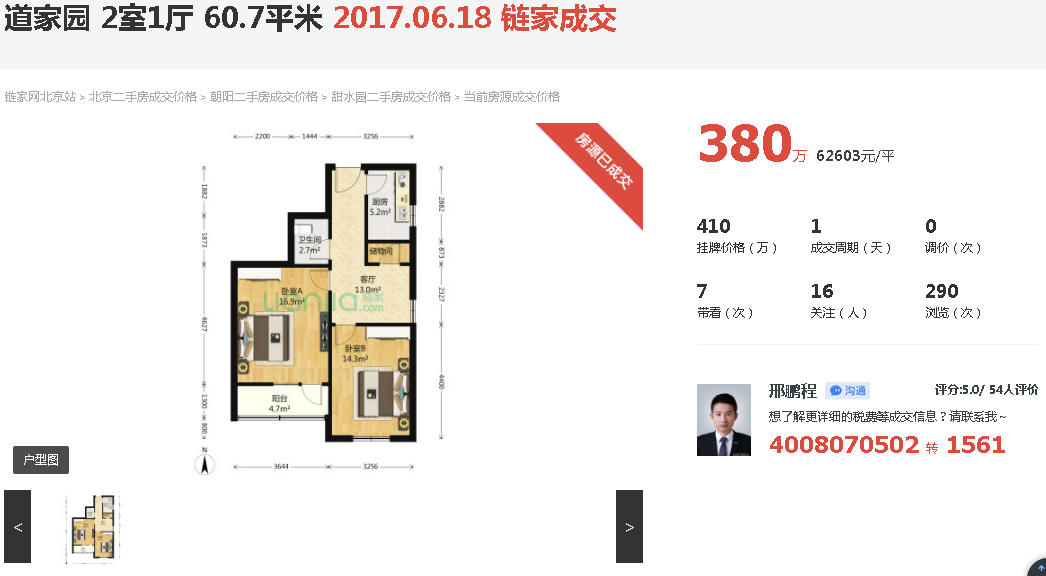 道家园 2室1厅 60.7平米 2017.06.18 链家成交
链家网北京站 > 北京二手房成交价格 > 朝阳二手房成交价格 > 甜水园二手房成交价格 > 当前房源成交价格
房源已成交
2200 1444 3256
1882
1873
4627
1300
800
2882
873
2327
4400
厨房
5.2m²
卫生间
2.7m²
储物间
客厅
13.0m²
卧室A
16.9m²
lianjia.com 链家
卧室B
14.3m²
阳台
4.7m²
N
3644 3256
户型图
< >
380万 62603元/平
410 1 0
挂牌价格（万） 成交周期（天） 调价（次）
7 16 290
带看（次） 关注（人） 浏览（次）
邢鹏程 沟通 评分:5.0/ 54人评价
想了解更详细的税费等成交信息？请联系我~
4008070502 转 1561